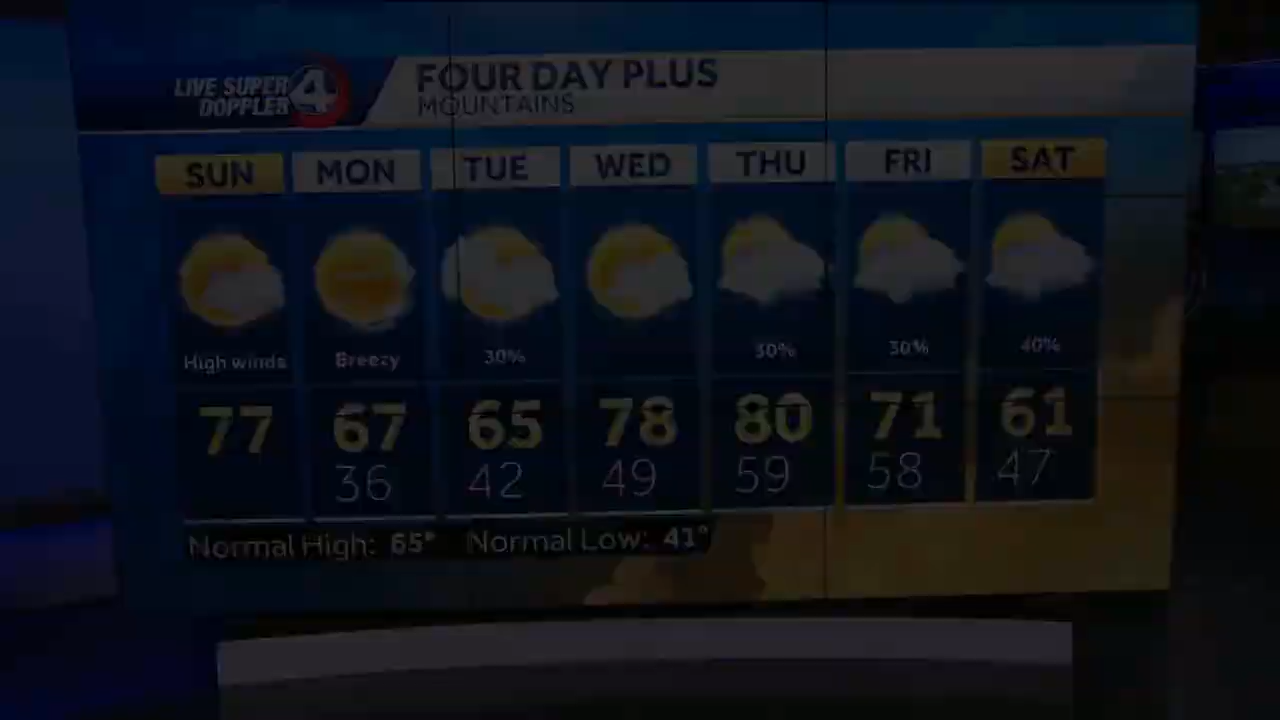 LIVE SUPER
DOPPLER 4
FOUR DAY PLUS
MOUNTAINS
SUN MON TUE WED THU FRI SAT
High winds Breezy 30% 30% 30% 40%
77 67 65 78 80 71 61
36 42 49 59 58 47
Normal High: 65° Normal Low: 41°